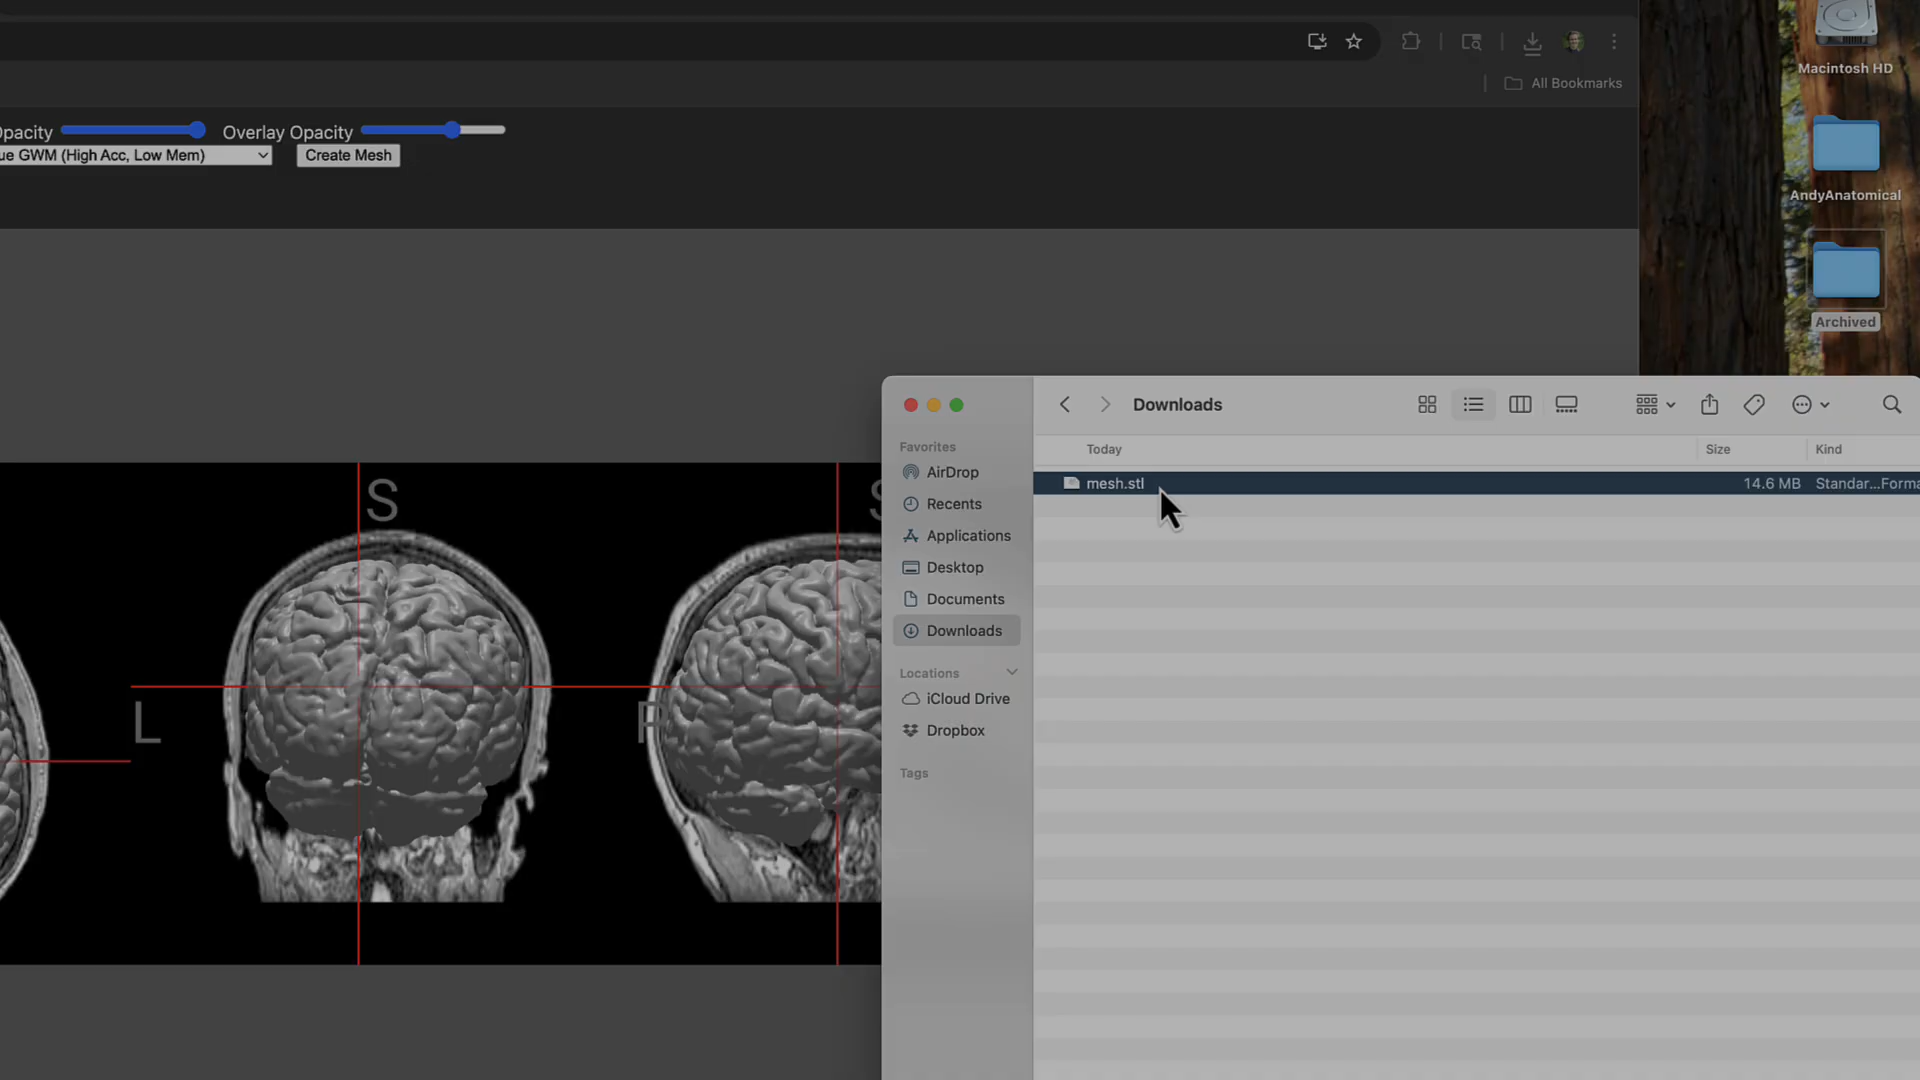 Macintosh HD
All Bookmarks
Opacity
Overlay Opacity
ue GWM (High Acc, Low Mem)
Create Mesh
AndyAnatomical
Archived
Downloads
Favorites
Today
Size
Kind
AirDrop
mesh.stl
14.6 MB
Standar...Forma
Recents
Applications
Desktop
Documents
Downloads
Locations
iCloud Drive
Dropbox
Tags
S
S
L
R